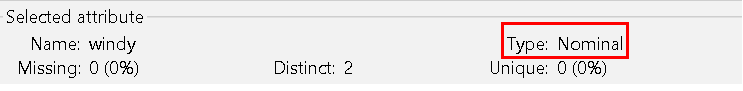 Selected attribute
Name: windy Type: Nominal
Missing: 0 (0%) Distinct: 2 Unique: 0 (0%)